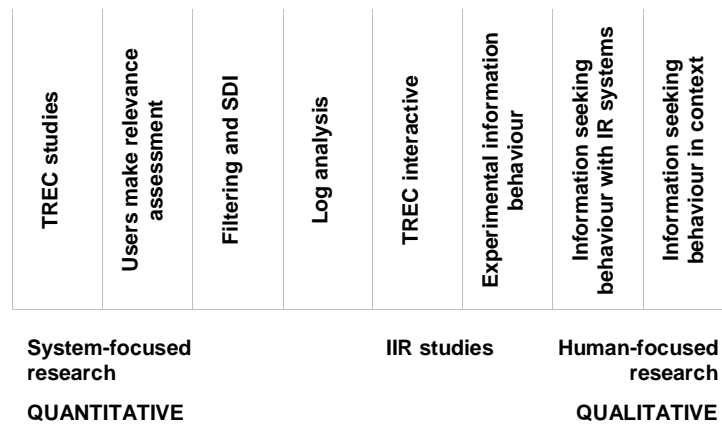 TREC studies
Users make relevance
assessment
Filtering and SDI
Log analysis
TREC interactive
Experimental information
behaviour
Information seeking
behaviour with IR systems
Information seeking
behaviour in context
System-focused
research
IIR studies
Human-focused
research
QUANTITATIVE
QUALITATIVE